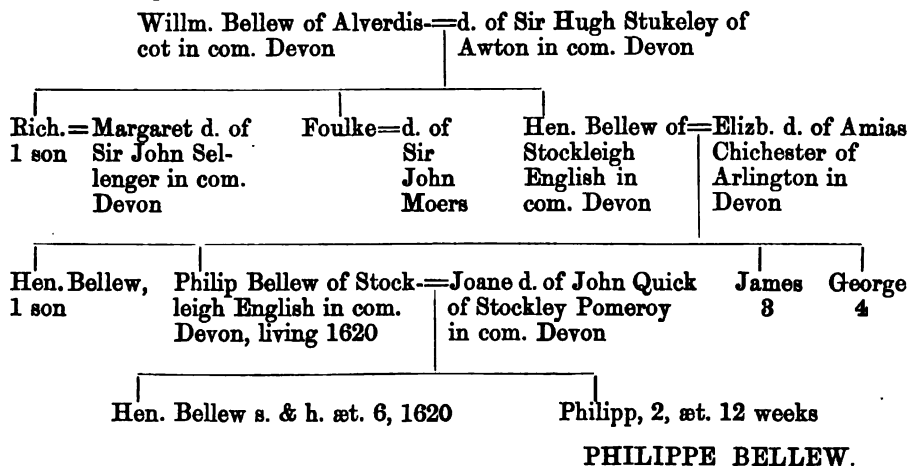 Willm. Bellew of Alverdis-=d. of Sir Hugh Stukeley of
cot in com. Devon Awton in com. Devon
Rich.= Margaret d. of Foulke=d. of Hen. Bellew of=Elizb. d. of Amias
1 son Sir John Sel- Sir Stockleigh Chichester of
lenger in com. John English in Arlington in
Devon Moers com. Devon Devon
Hen. Bellew, Philip Bellew of Stock-=Joane d. of John Quick James George
1 son leigh English in com. of Stockley Pomeroy 3 4
Devon, living 1620 in com. Devon
Hen. Bellew s. & h. æt. 6, 1620 Philipp, 2, æt. 12 weeks
PHILIPPE BELLEW.